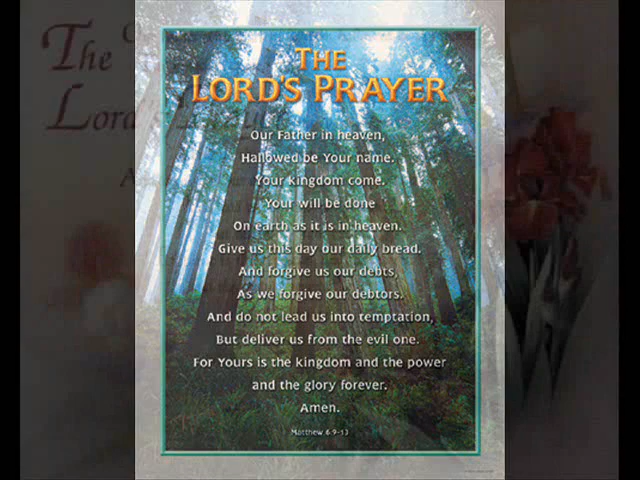 THE
LORD'S PRAYER
Our Father in heaven,
Hallowed be Your name.
Your kingdom come.
Your will be done
On earth as it is in heaven.
Give us this day our daily bread.
And forgive us our debts,
As we forgive our debtors.
And do not lead us into temptation,
But deliver us from the evil one.
For Yours is the kingdom and the power
and the glory forever.
Amen.
Matthew 6:9-13
The
Lord's